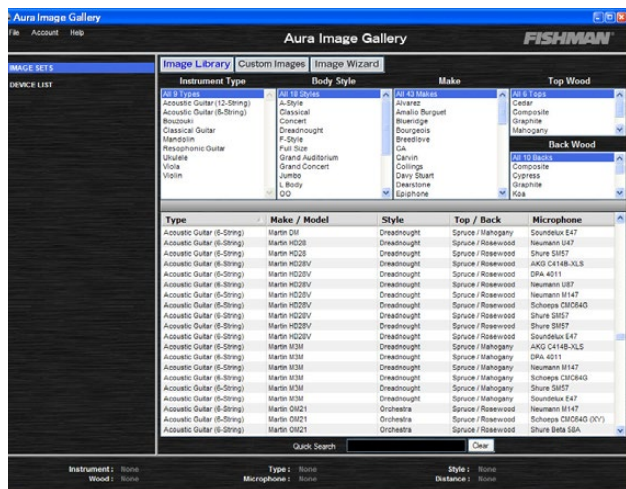 Aura Image Gallery
File Account Help
Aura Image Gallery
FISHMAN
IMAGE SETS
DEVICE LIST
Image Library Custom Images Image Wizard
Instrument Type Body Style Make Top Wood
All 9 Types
Acoustic Guitar (12-String)
Acoustic Guitar (6-String)
Bouzouki
Classical Guitar
Mandolin
Resophonic Guitar
Ukulele
Viola
Violin
All 18 Styles
A-Style
Classical
Concert
Dreadnought
F-Style
Full Size
Grand Auditorium
Grand Concert
Jumbo
L Body
OO
All 43 Makes
Alvarez
Amalio Burguet
Blueridge
Bourgeois
Breedlove
CA
Carvin
Collings
Davy Stuart
Dearstone
Epiphone
All 6 Tops
Cedar
Composite
Graphite
Mahogany
Back Wood
All 10 Backs
Composite
Cypress
Graphite
Koa
Type Make / Model Style Top / Back Microphone
Acoustic Guitar (6-String) Martin DM Dreadnought Spruce / Mahogany Soundelux E47
Acoustic Guitar (6-String) Martin HD28 Dreadnought Spruce / Rosewood Neumann U47
Acoustic Guitar (6-String) Martin HD28 Dreadnought Spruce / Rosewood Shure SM57
Acoustic Guitar (6-String) Martin HD28V Dreadnought Spruce / Rosewood AKG C414B-XLS
Acoustic Guitar (6-String) Martin HD28V Dreadnought Spruce / Rosewood DPA 4011
Acoustic Guitar (6-String) Martin HD28V Dreadnought Spruce / Rosewood Neumann U87
Acoustic Guitar (6-String) Martin HD28V Dreadnought Spruce / Rosewood Neumann M147
Acoustic Guitar (6-String) Martin HD28V Dreadnought Spruce / Rosewood Schoeps CMC64G
Acoustic Guitar (6-String) Martin HD28V Dreadnought Spruce / Rosewood Shure SM57
Acoustic Guitar (6-String) Martin HD28V Dreadnought Spruce / Rosewood Shure SM57
Acoustic Guitar (6-String) Martin HD28V Dreadnought Spruce / Rosewood Soundelux E47
Acoustic Guitar (6-String) Martin M3M Dreadnought Spruce / Mahogany AKG C414B-XLS
Acoustic Guitar (6-String) Martin M3M Dreadnought Spruce / Mahogany DPA 4011
Acoustic Guitar (6-String) Martin M3M Dreadnought Spruce / Mahogany Neumann M147
Acoustic Guitar (6-String) Martin M3M Dreadnought Spruce / Mahogany Schoeps CMC64G
Acoustic Guitar (6-String) Martin M3M Dreadnought Spruce / Mahogany Shure SM57
Acoustic Guitar (6-String) Martin M3M Dreadnought Spruce / Mahogany Soundelux E47
Acoustic Guitar (6-String) Martin OM21 Orchestra Spruce / Rosewood Neumann M147
Acoustic Guitar (6-String) Martin OM21 Orchestra Spruce / Rosewood Schoeps CMC64G (XY)
Acoustic Guitar (6-String) Martin OM21 Orchestra Spruce / Rosewood Shure Beta 58A
Quick Search Clear
Instrument: None Type: None Style: None
Wood: None Microphone: None Distance: None